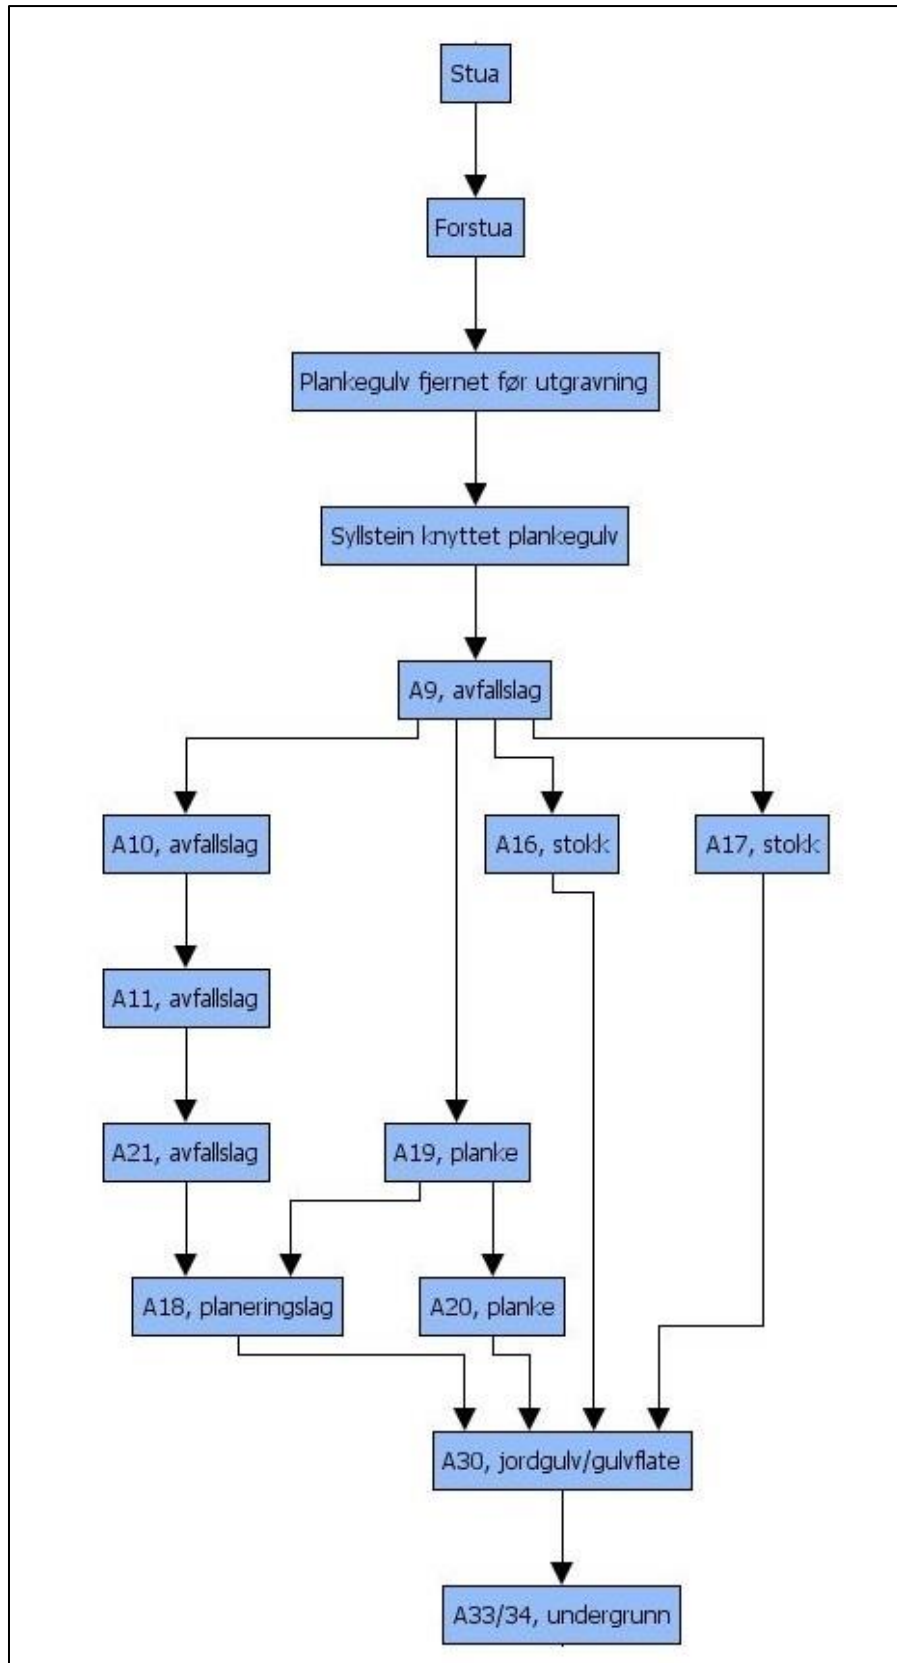 Stua
Forstua
Plankegulv fjernet før utgravning
Syllstein knyttet plankegulv
A9, avfallslag
A10, avfallslag
A16, stokk
A17, stokk
A11, avfallslag
A21, avfallslag
A19, planke
A18, planeringslag
A20, planke
A30, jordgulv/gulvflate
A33/34, undergrunn